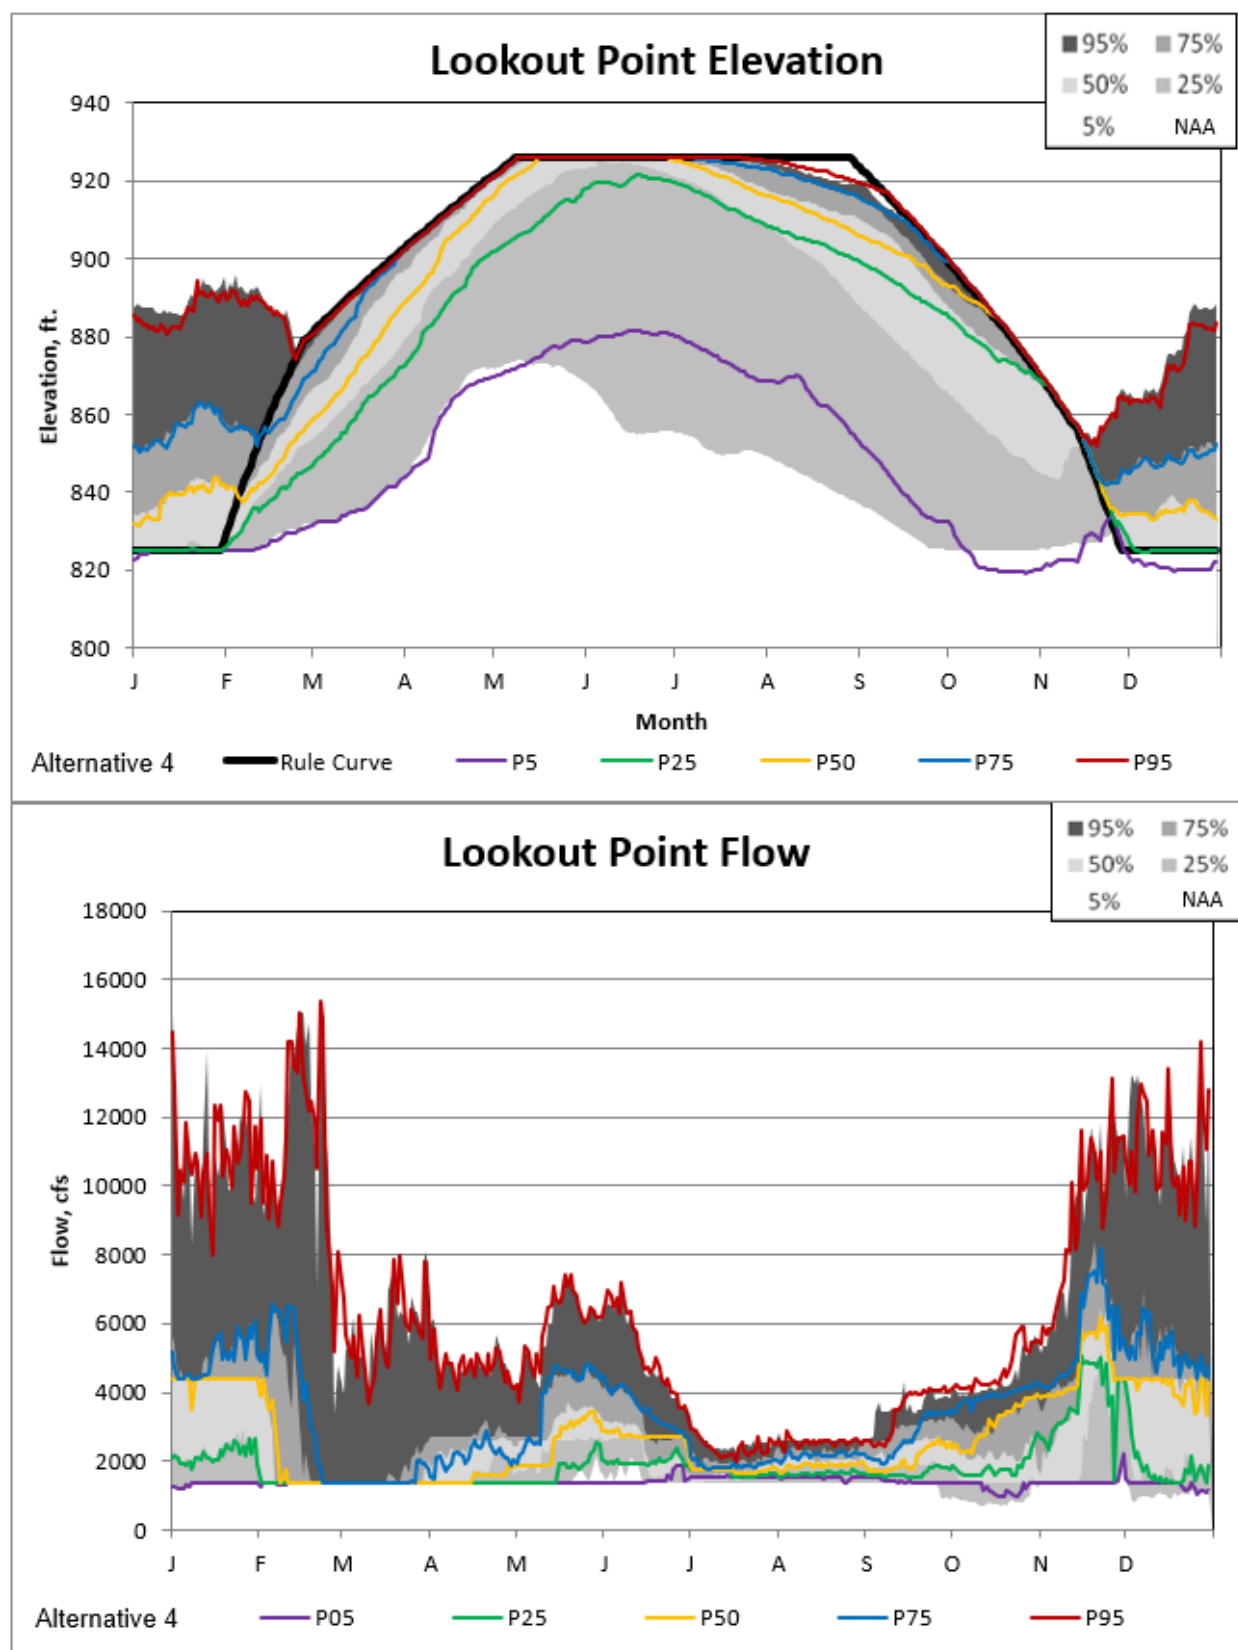 Lookout Point Elevation
95% 75%
50% 25%
5% NAA
940
920
900
880
860
840
820
800
Elevation, ft.
J F M A M J J A S O N D
Month
Alternative 4 Rule Curve P5 P25 P50 P75 P95
Lookout Point Flow
95% 75%
50% 25%
5% NAA
18000
16000
14000
12000
10000
8000
6000
4000
2000
0
Flow, cfs
J F M A M J J A S O N D
Alternative 4 P05 P25 P50 P75 P95